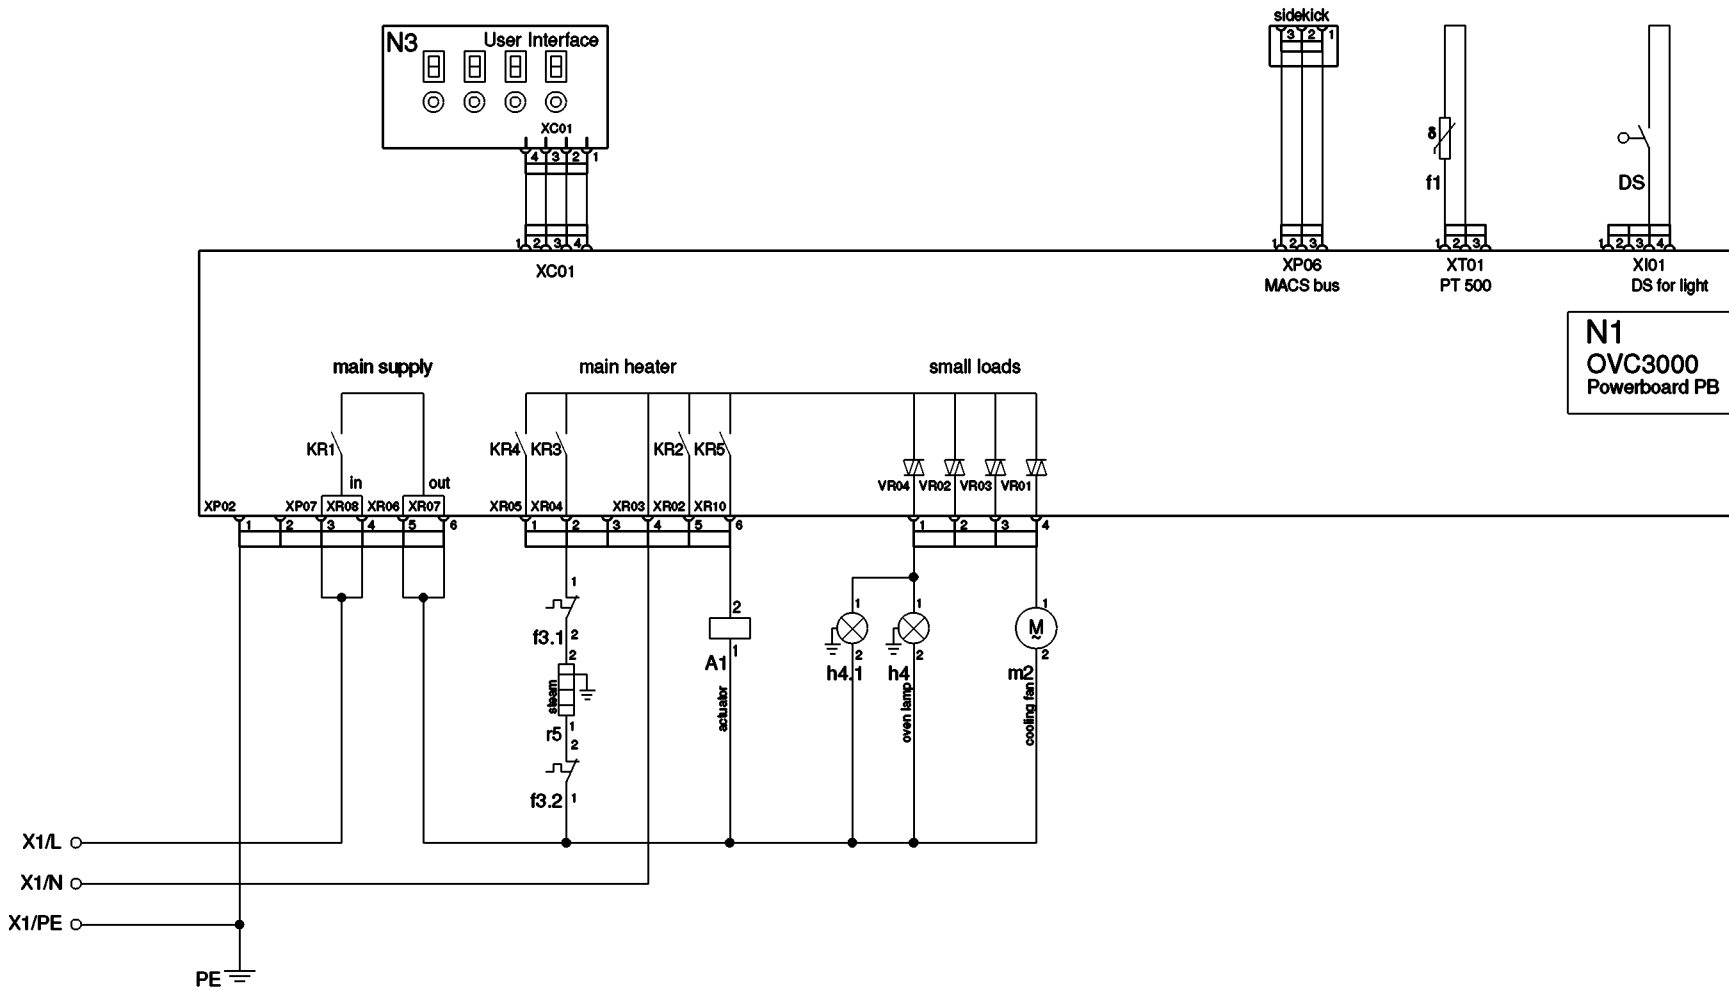 sidekick
3 2 1
N3 User Interface
XC01
4 3 2 1
δ
f1
DS
1 2 3 4
1 2 3
1 2 3
1 2 3 4
XC01
XP06
MACS bus
XT01
PT 500
XI01
DS for light
N1
OVC3000
Powerboard PB
main supply
main heater
small loads
KR1
KR4 KR3
KR2 KR5
in
out
VR04 VR02 VR03 VR01
XP02 XP07 XR08 XR06 XR07
XR05 XR04 XR03 XR02 XR10
1 2 3 4 5 6
1 2 3 4 5 6
1 2 3 4
1
f3.1 2
2
steam
r5 1
2
f3.2 1
2
A1 1
actuator
1
2
h4.1
1
2
h4
oven lamp
1
M
~
2
m2
cooling fan
X1/L
X1/N
X1/PE
PE